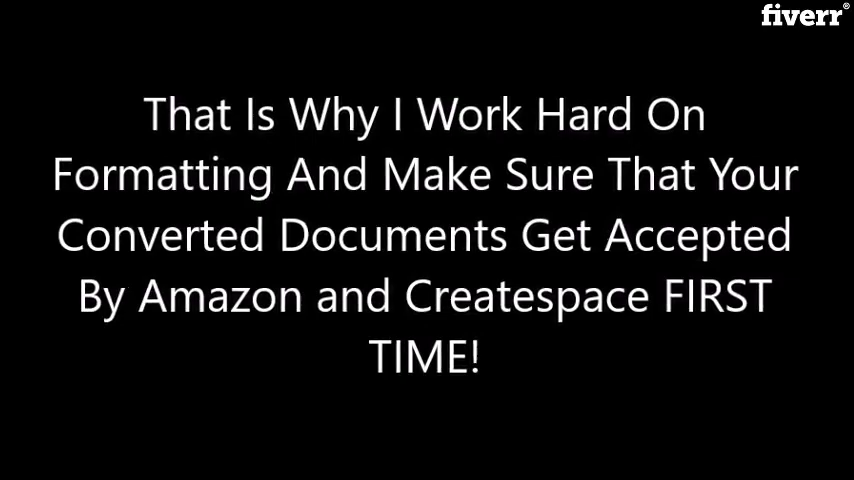 fiverr®
That Is Why I Work Hard On
Formatting And Make Sure That Your
Converted Documents Get Accepted
By Amazon and Createspace FIRST
TIME!